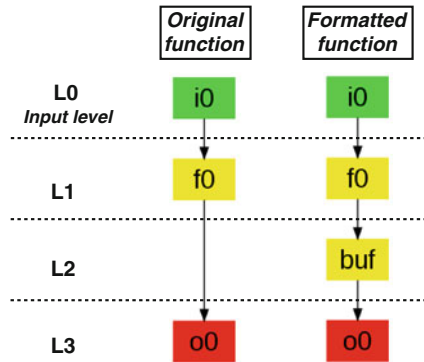 Original
function
Formatted
function
L0
Input level
i0
i0
L1
f0
f0
L2
buf
L3
o0
o0